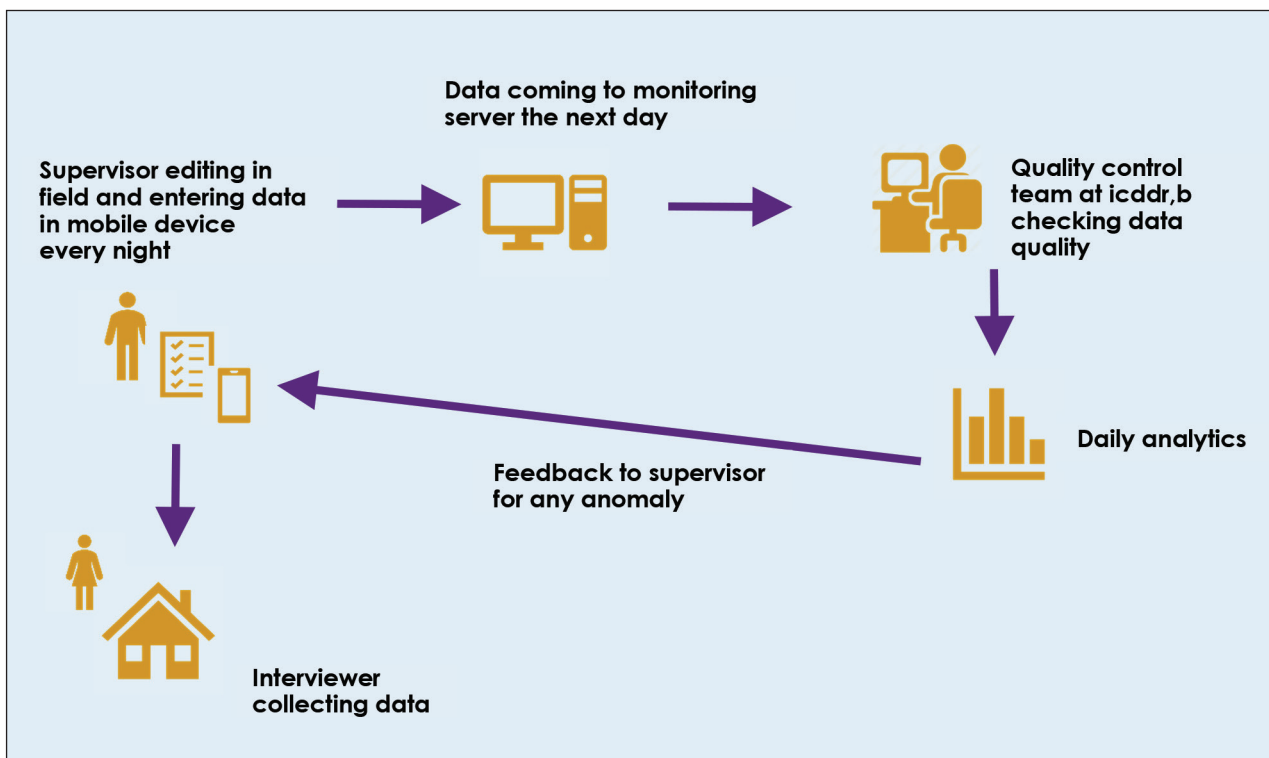 Data coming to monitoring
server the next day
Supervisor editing in
field and entering data
in mobile device
every night
Quality control
team at icddr,b
checking data
quality
Daily analytics
Feedback to supervisor
for any anomaly
Interviewer
collecting data